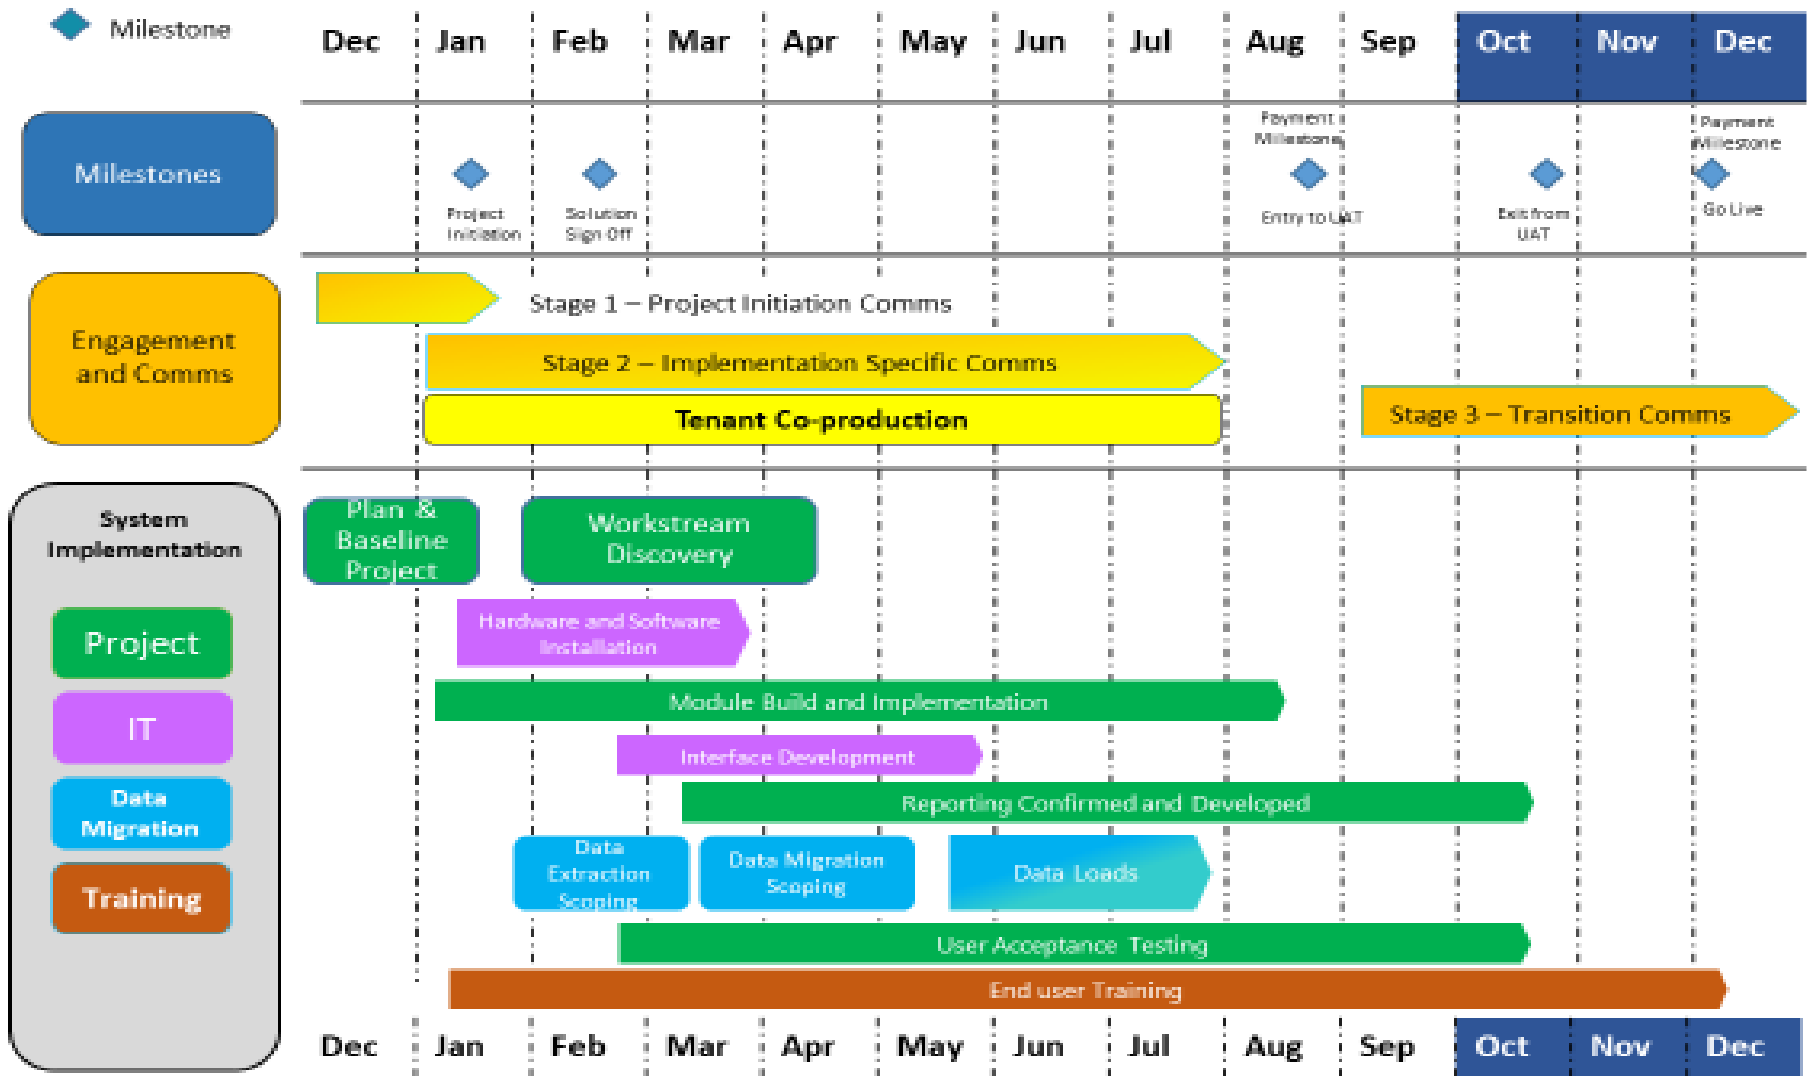 Milestone
Dec Jan Feb Mar Apr May Jun Jul Aug Sep Oct Nov Dec
Milestones
Payment
Milestone
Payment
Milestone
Project
Initiation
Solution
Sign Off
Entry to UAT
Exit from
UAT
Go Live
Engagement
and Comms
Stage 1 – Project Initiation Comms
Stage 2 – Implementation Specific Comms
Tenant Co-production
Stage 3 – Transition Comms
System
Implementation
Project
IT
Data
Migration
Training
Plan &
Baseline
Project
Workstream
Discovery
Hardware and Software
Installation
Module Build and Implementation
Interface Development
Reporting Confirmed and Developed
Data
Extraction
Scoping
Data Migration
Scoping
Data Loads
User Acceptance Testing
End user Training
Dec Jan Feb Mar Apr May Jun Jul Aug Sep Oct Nov Dec